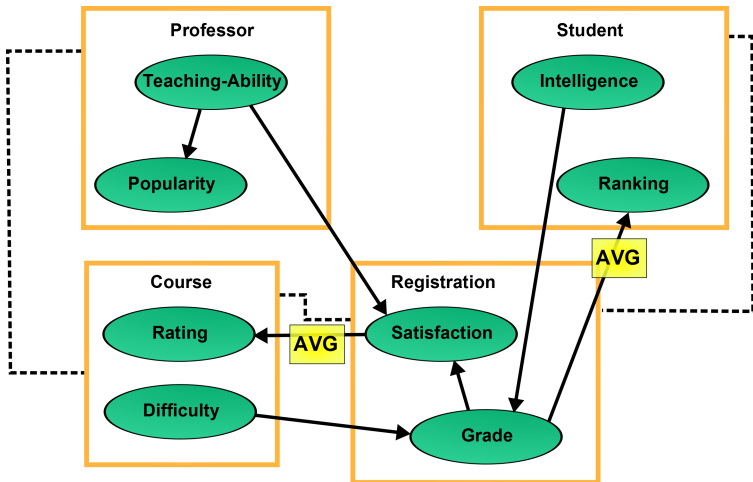 Professor
Student
Teaching-Ability
Intelligence
Popularity
Ranking
AVG
Course
Registration
Rating
AVG
Satisfaction
Difficulty
Grade